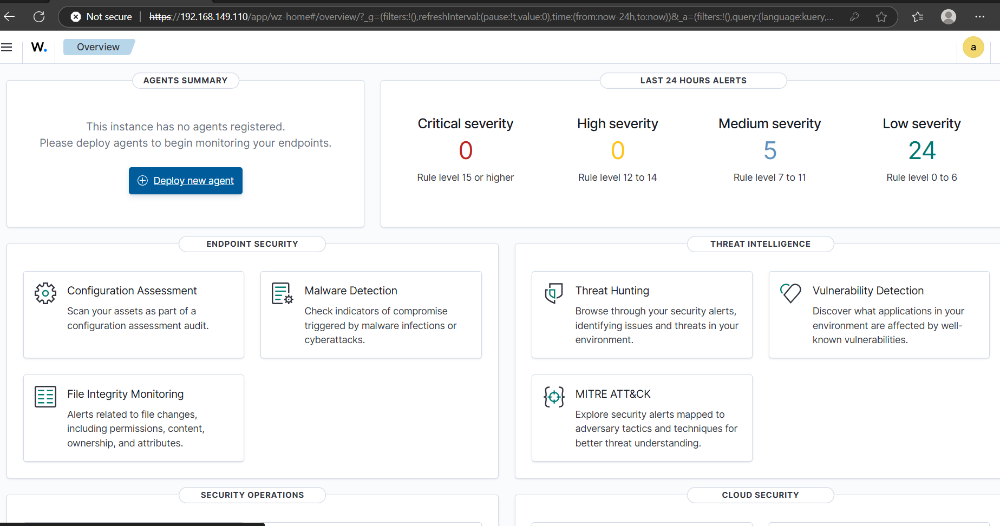 Not secure https://192.168.149.110/app/wz-home#/overview/?_g=(filters:!(),refreshInterval:(pause:!t,value:0),time:(from:now-24h,to:now))&_a=(filters:!(),query:(language:kuery,...
W. Overview a
AGENTS SUMMARY
This instance has no agents registered.
Please deploy agents to begin monitoring your endpoints.
Deploy new agent
LAST 24 HOURS ALERTS
Critical severity
0
Rule level 15 or higher
High severity
0
Rule level 12 to 14
Medium severity
5
Rule level 7 to 11
Low severity
24
Rule level 0 to 6
ENDPOINT SECURITY
Configuration Assessment
Scan your assets as part of a
configuration assessment audit.
Malware Detection
Check indicators of compromise
triggered by malware infections or
cyberattacks.
File Integrity Monitoring
Alerts related to file changes,
including permissions, content,
ownership, and attributes.
THREAT INTELLIGENCE
Threat Hunting
Browse through your security alerts,
identifying issues and threats in your
environment.
Vulnerability Detection
Discover what applications in your
environment are affected by well-
known vulnerabilities.
MITRE ATT&CK
Explore security alerts mapped to
adversary tactics and techniques for
better threat understanding.
SECURITY OPERATIONS
CLOUD SECURITY